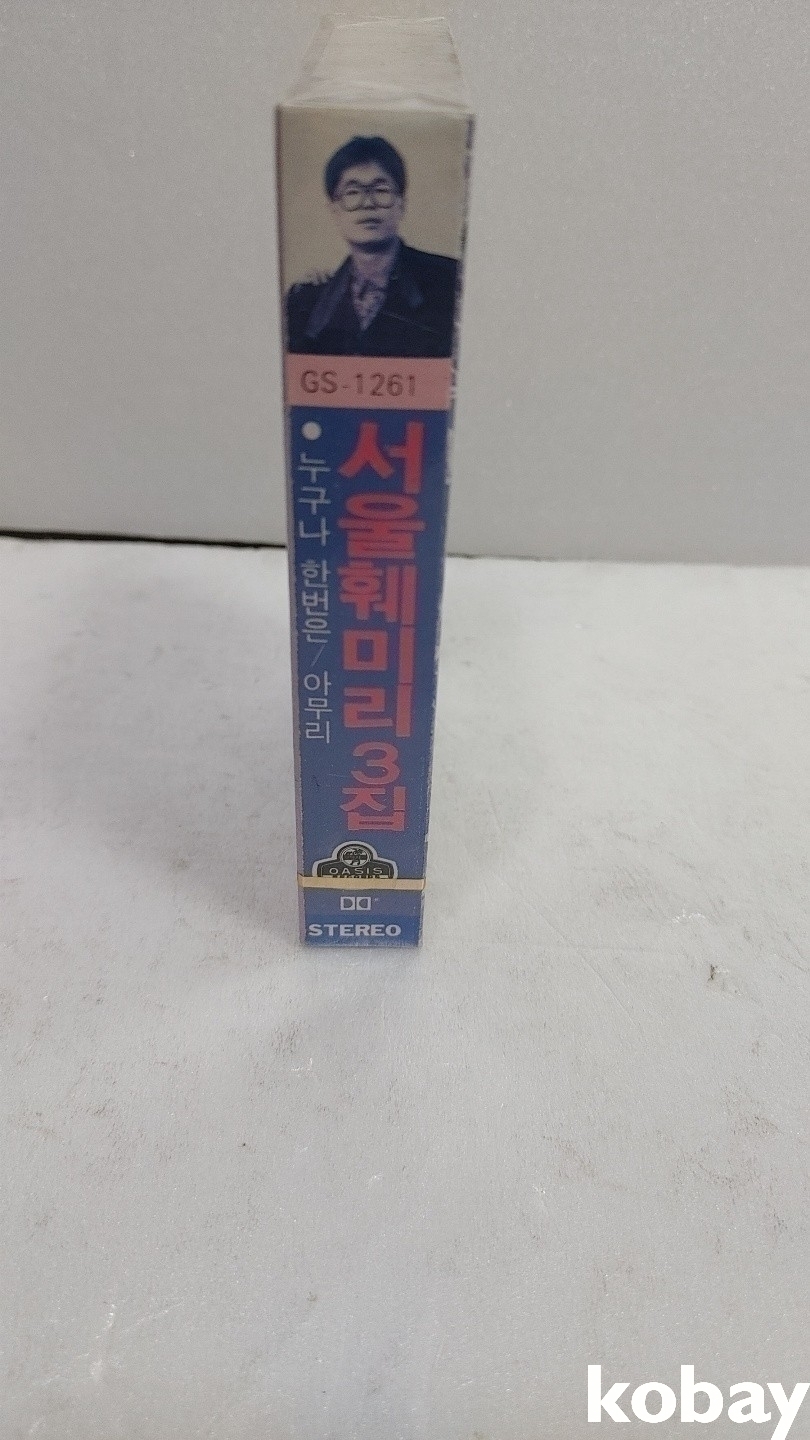 GS-1261
서울훼미리 3집
● 누구나 한번은 / 아무리
OASIS
STEREO
kobay